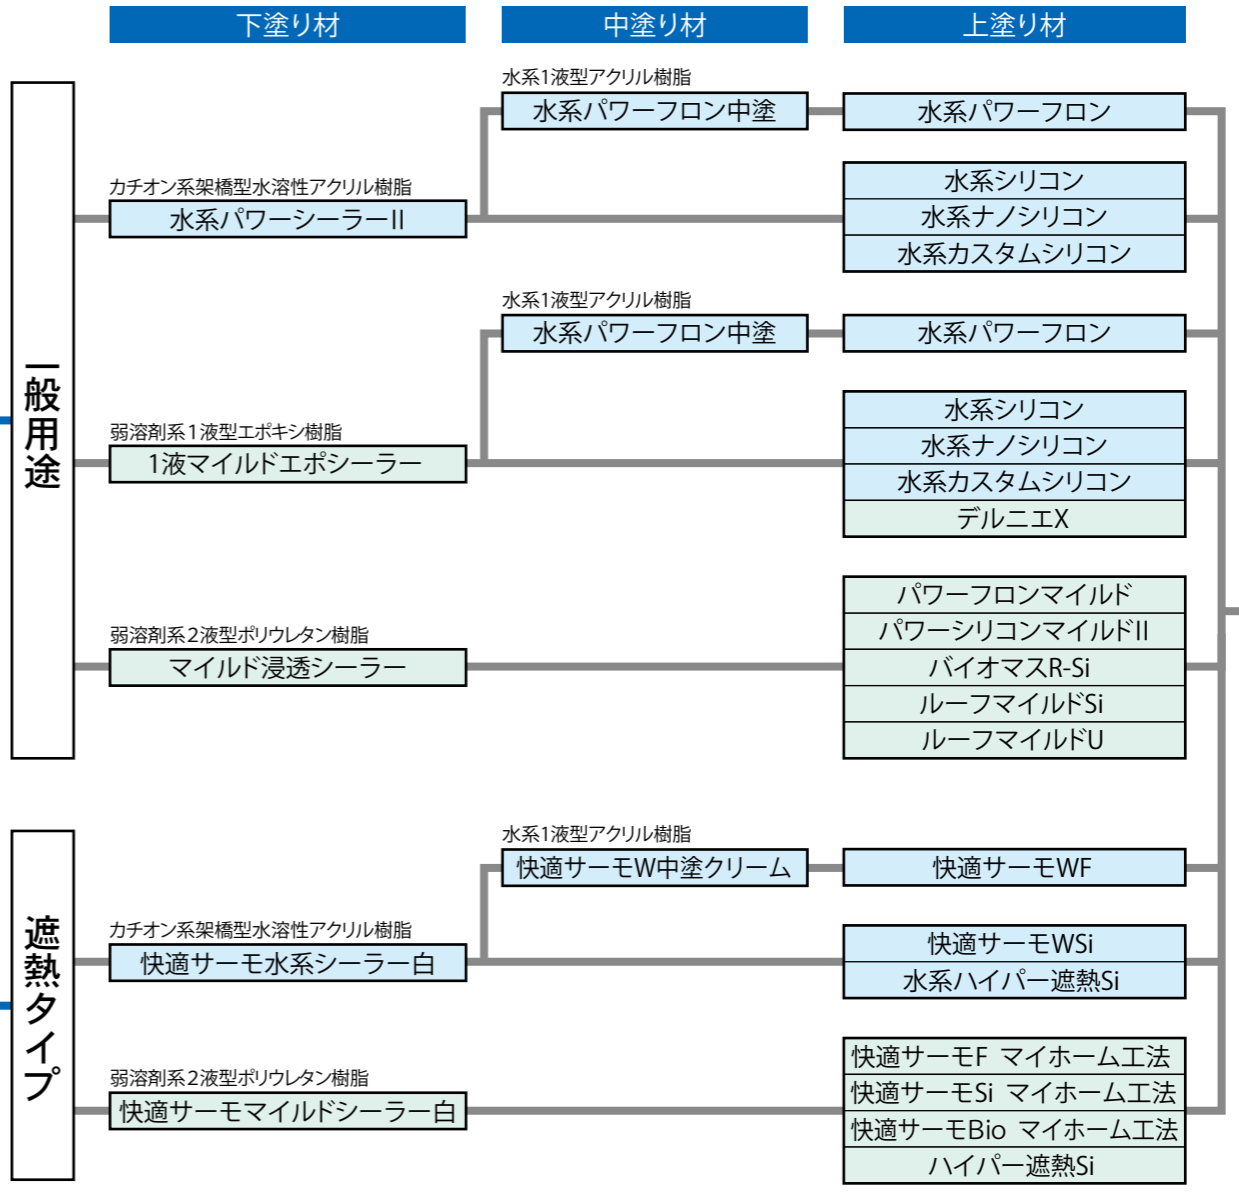 下塗り材
中塗り材
上塗り材
一般用途
水系1液型アクリル樹脂
水系パワーフロン中塗
水系パワーフロン
カチオン系架橋型水溶性アクリル樹脂
水系パワーシーラーII
水系シリコン
水系ナノシリコン
水系カスタムシリコン
水系1液型アクリル樹脂
水系パワーフロン中塗
水系パワーフロン
弱溶剤系1液型エポキシ樹脂
1液マイルドエポシーラー
水系シリコン
水系ナノシリコン
水系カスタムシリコン
デルニエX
弱溶剤系2液型ポリウレタン樹脂
マイルド浸透シーラー
パワーフロンマイルド
パワーシリコンマイルドII
バイオマスR-Si
ルーフマイルドSi
ルーフマイルドU
遮熱タイプ
水系1液型アクリル樹脂
快適サーモW中塗クリーム
快適サーモWF
カチオン系架橋型水溶性アクリル樹脂
快適サーモ水系シーラー白
快適サーモWSi
水系ハイパー遮熱Si
弱溶剤系2液型ポリウレタン樹脂
快適サーモマイルドシーラー白
快適サーモF マイホーム工法
快適サーモSi マイホーム工法
快適サーモBio マイホーム工法
ハイパー遮熱Si